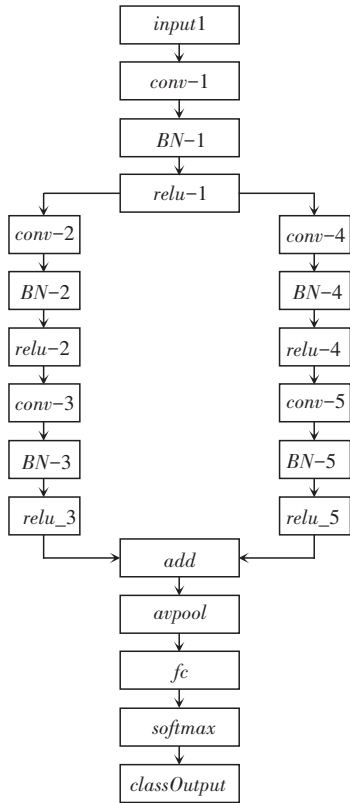 input1
conv-1
BN-1
relu-1
conv-2
BN-2
relu-2
conv-3
BN-3
relu_3
conv-4
BN-4
relu-4
conv-5
BN-5
relu_5
add
avpool
fc
softmax
classOutput